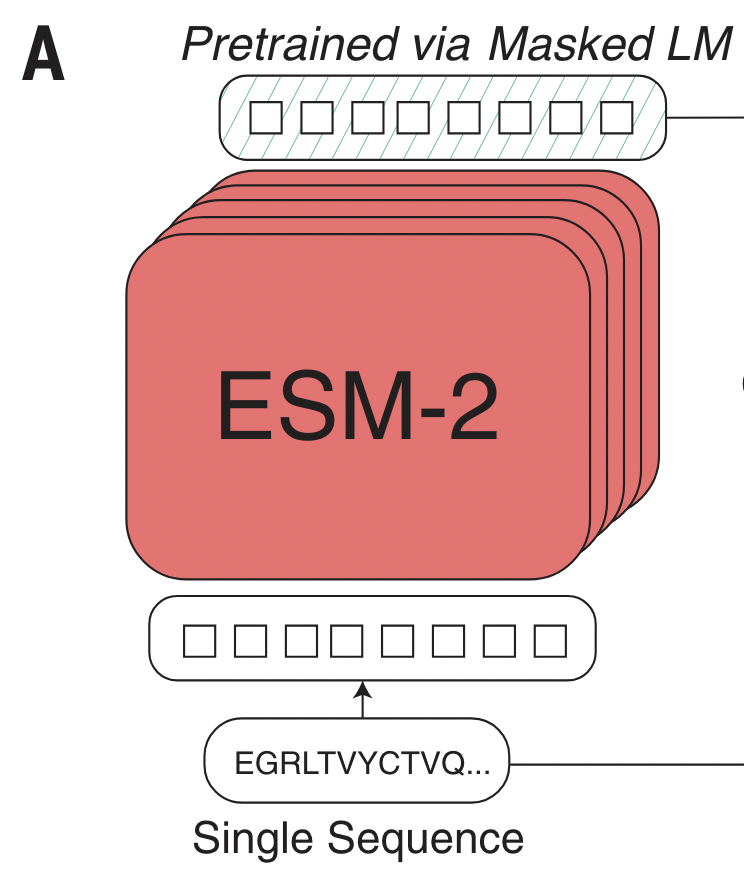 A
Pretrained via Masked LM
ESM-2
EGRLTVYCTVQ...
Single Sequence